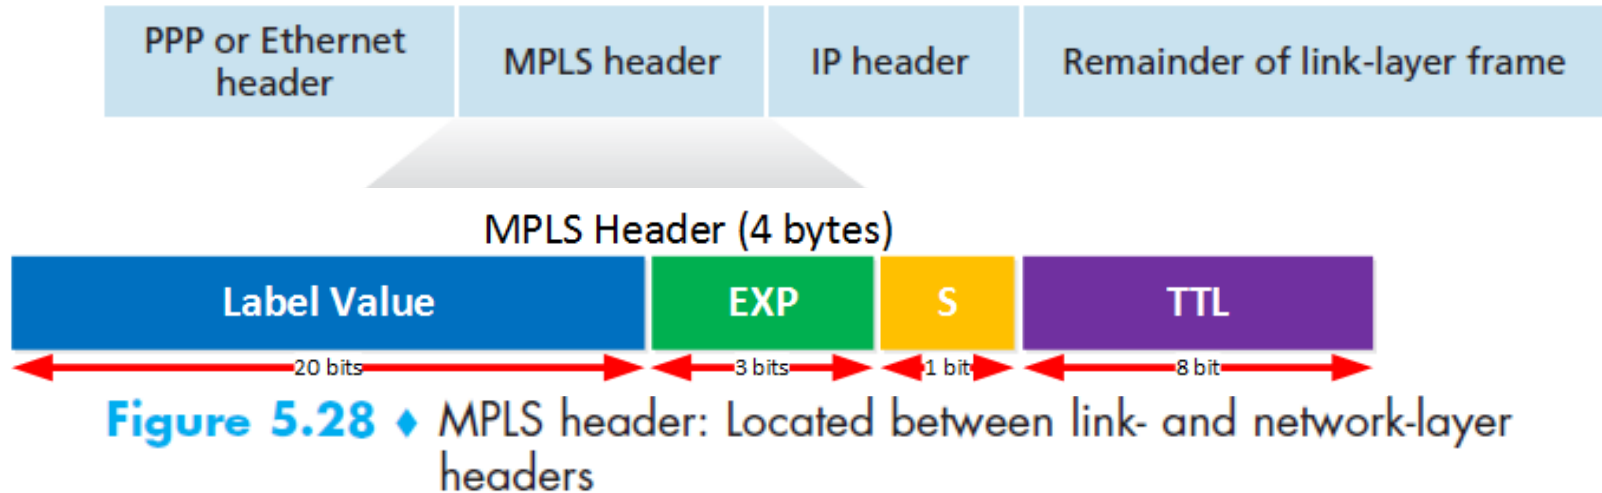 PPP or Ethernet
header
MPLS header
IP header
Remainder of link-layer frame
MPLS Header (4 bytes)
Label Value
EXP
S
TTL
20 bits
3 bits
1 bit
8 bit
Figure 5.28 ♦ MPLS header: Located between link- and network-layer
headers